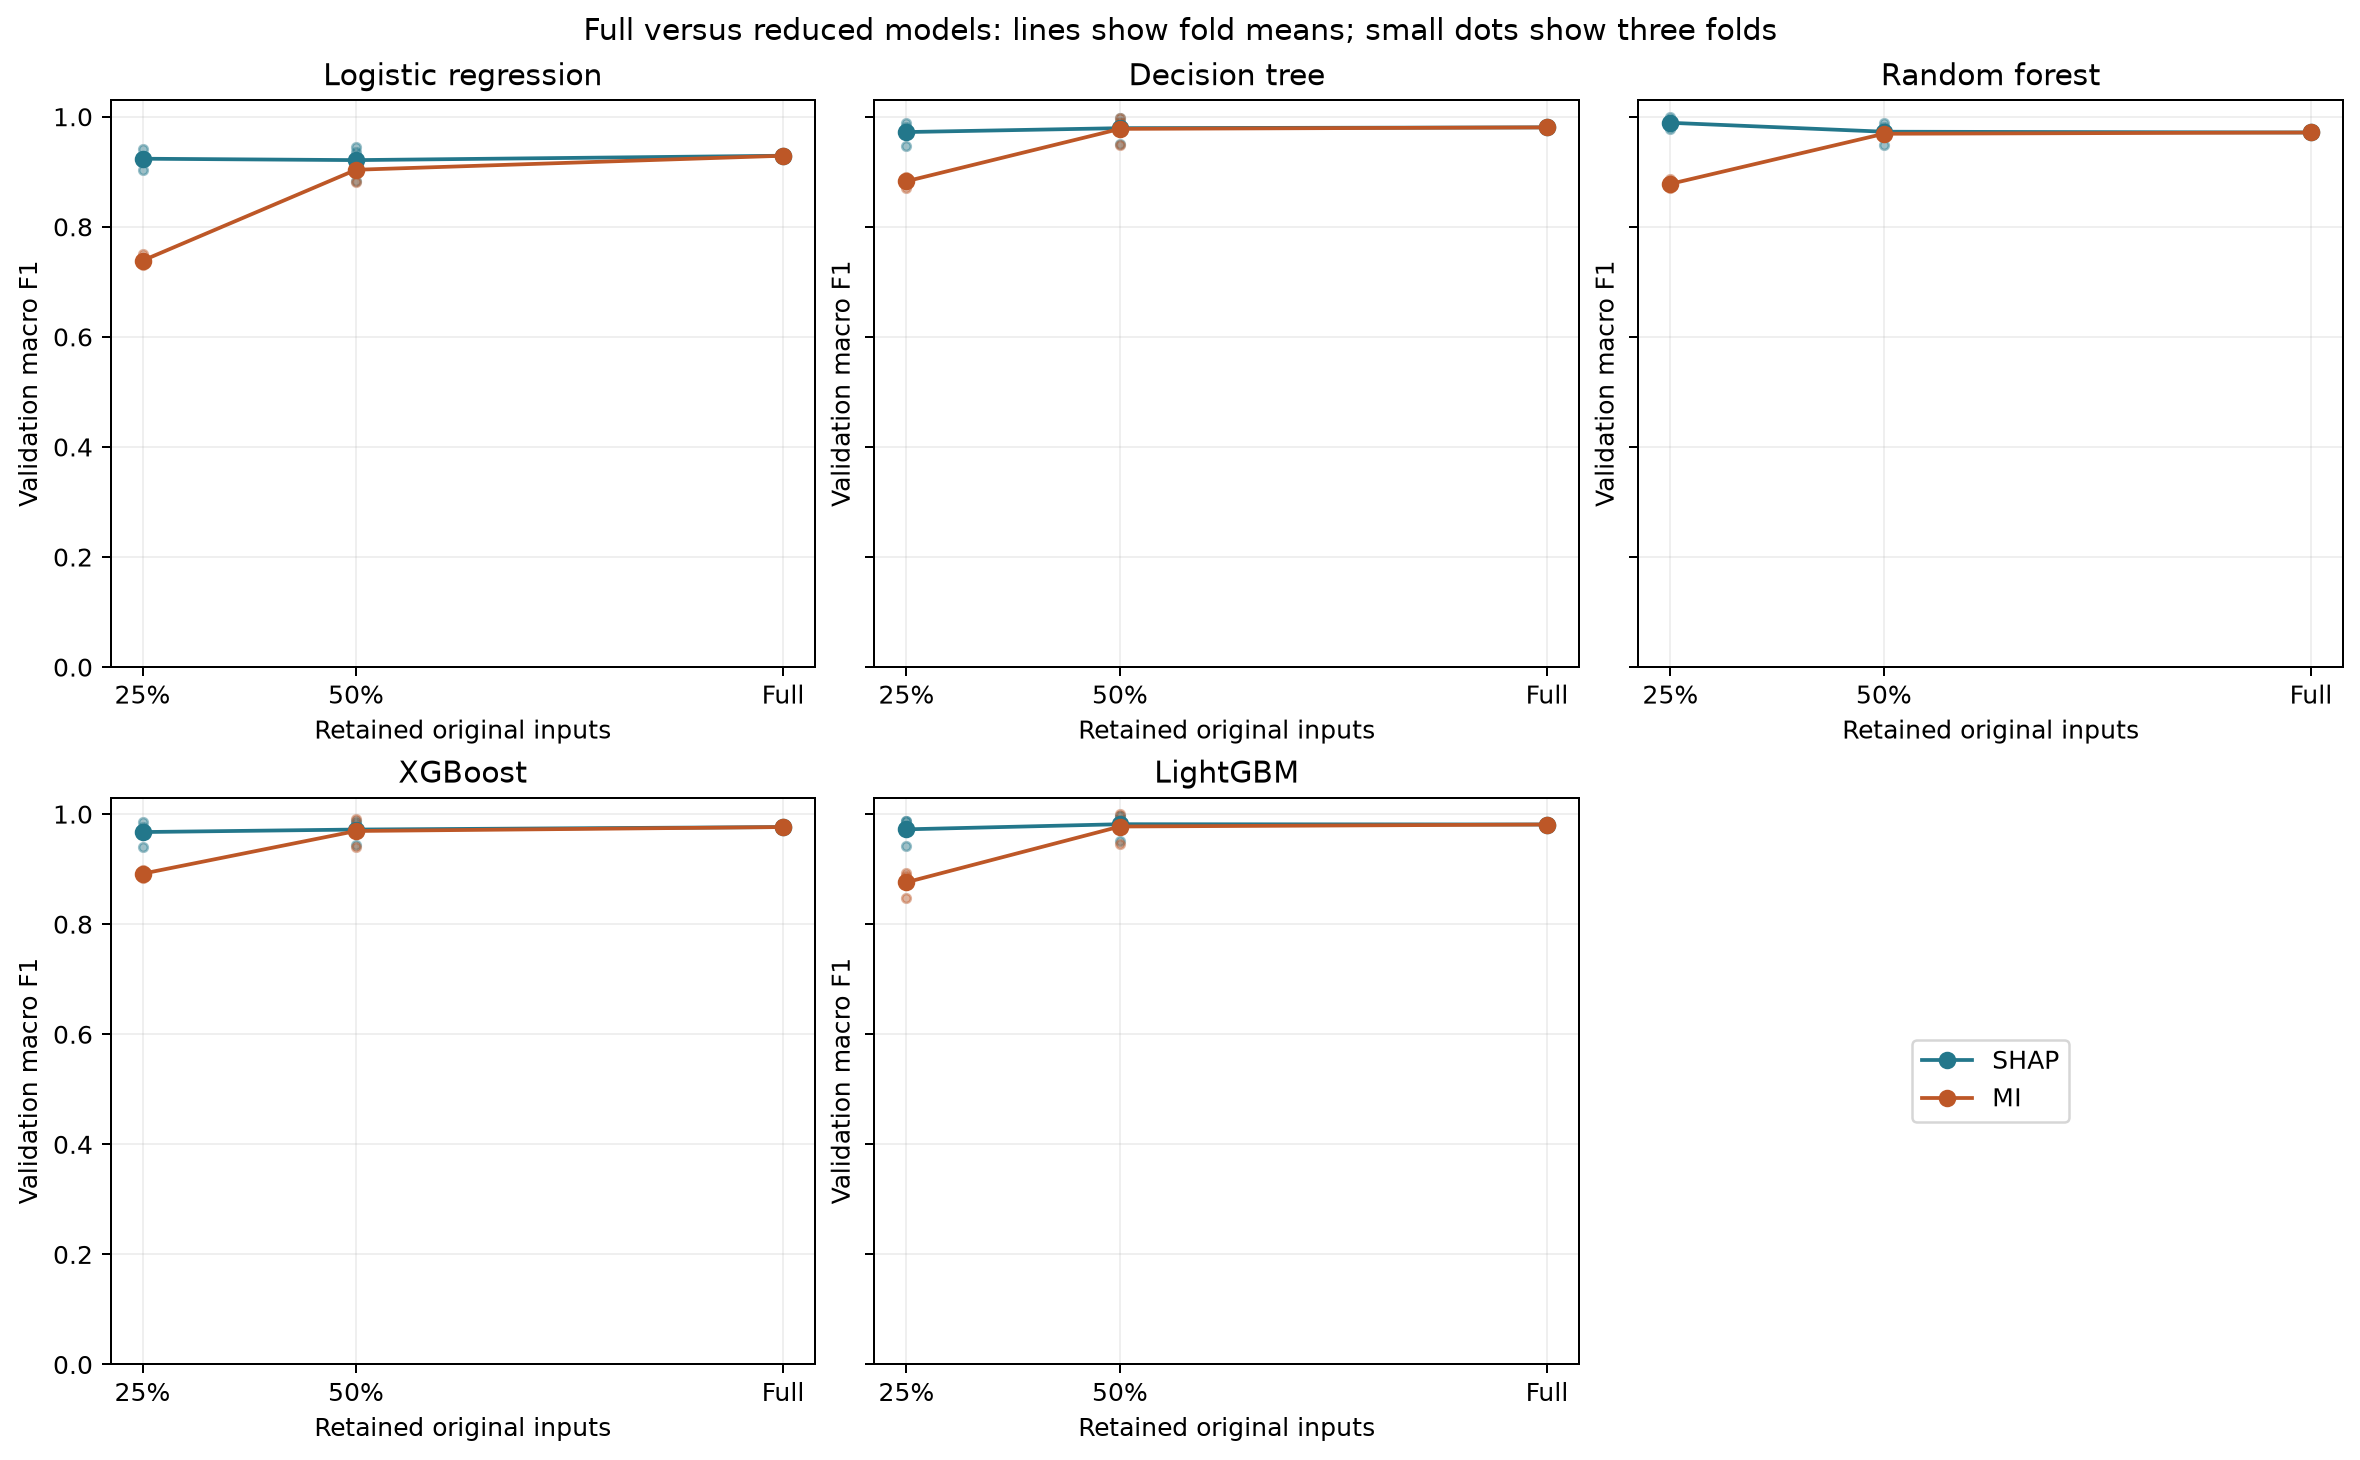 Full versus reduced models: lines show fold means; small dots show three folds
Logistic regression
Validation macro F1
1.0
0.8
0.6
0.4
0.2
0.0
25%
50%
Full
Retained original inputs
Decision tree
Validation macro F1
25%
50%
Full
Retained original inputs
Random forest
Validation macro F1
25%
50%
Full
Retained original inputs
XGBoost
Validation macro F1
1.0
0.8
0.6
0.4
0.2
0.0
25%
50%
Full
Retained original inputs
LightGBM
Validation macro F1
25%
50%
Full
Retained original inputs
SHAP
MI